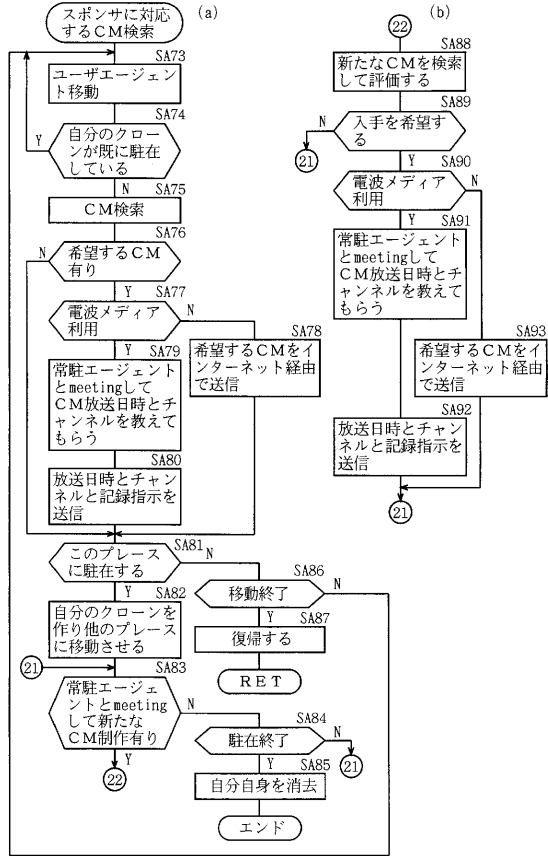 (a)
スポンサに対応
するCM検索
SA73
ユーザエージェ
ント移動
SA74
自分のクロー
ンが既に駐在
している
Y
N
SA75
CM検索
SA76
希望するCM
有り
N
Y
SA77
電波メディア
利用
N
Y
SA78
希望するCMをイ
ンターネット経由
で送信
SA79
常駐エージェント
とmeetingして
CM放送日時とチ
ャンネルを教えて
もらう
SA80
放送日時とチャ
ンネルと記録指示を
送信
SA81
このプレース
に駐在する
N
Y
SA82
自分のクローンを
作り他のプレース
に移動させる
21
SA83
常駐エージェ
ントとmeeting
して新たな
CM制作有り
N
Y
22
SA84
駐在終了
N
21
Y
SA85
自分自身を消去
エンド
SA86
移動終了
N
Y
SA87
復帰する
RET
(b)
22
SA88
新たなCMを検索
して評価する
SA89
入手を希望す
る
N
21
Y
SA90
電波メディア
利用
N
Y
SA91
常駐エージェント
とmeetingして
CM放送日時とチ
ャンネルを教えて
もらう
SA93
希望するCMをイ
ンターネット経由
で送信
SA92
放送日時とチャ
ンネルと記録指示を
送信
21